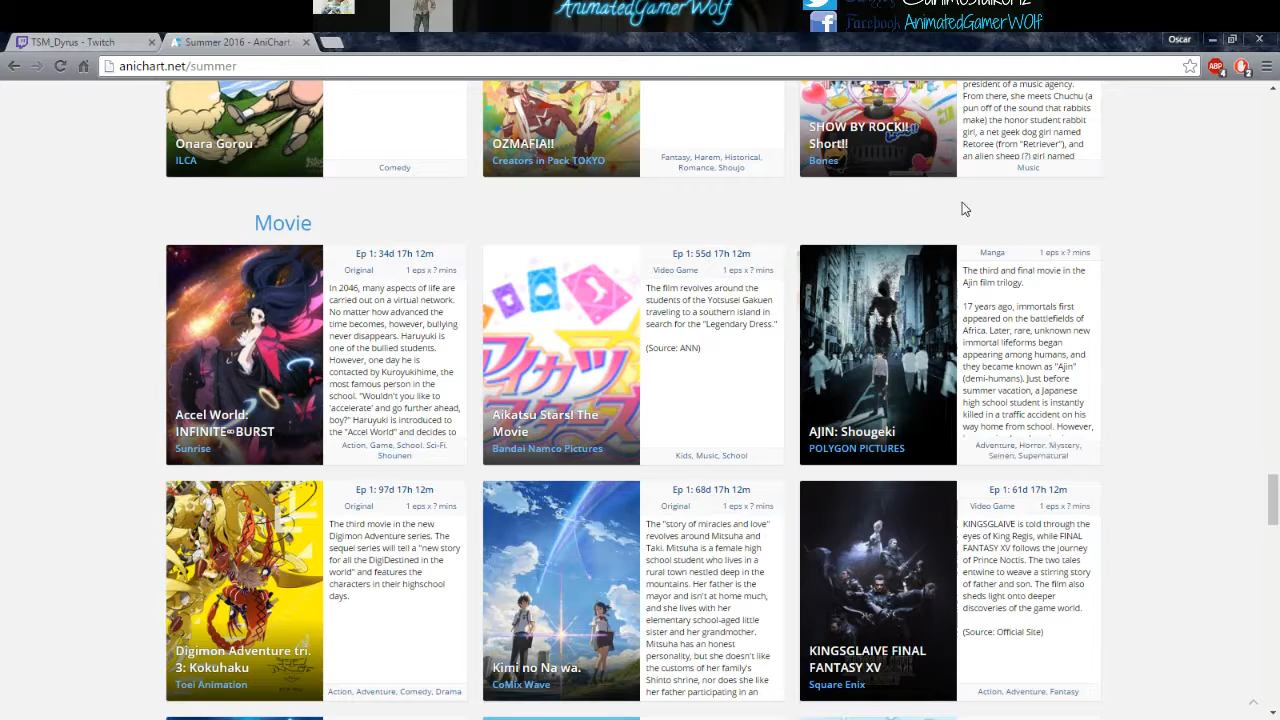 AnimatedGamerWolf
Facebook AnimatedGamerWOlf
TSM_Dyrus - Twitch
Summer 2016 - AniChart
Oscar
anichart.net/summer
ABP
4
2
Onara Gorou
ILCA
Comedy
OZMAFIA!!
Creators in Pack TOKYO
Fantasy, Harem, Historical,
Romance, Shoujo
SHOW BY ROCK!!
Short!!
Bones
president of a music agency.
From there, she meets Chuchu (a
pun off of the sound that rabbits
make) the honor student rabbit
girl, a net geek dog girl named
Retoree (from "Retriever"), and
an alien sheep (?) girl named
Music
Movie
Accel World:
INFINITE∞BURST
Sunrise
Ep 1: 34d 17h 12m
Original 1 eps x ? mins
In 2046, many aspects of life are
carried out on a virtual network.
No matter how advanced the
time becomes, however, bullying
never disappears. Haruyuki is
one of the bullied students.
However, one day he is
contacted by Kuroyukihime, the
most famous person in the
school. "Wouldn't you like to
'accelerate' and go further ahead,
boy?" Haruyuki is introduced to
the "Accel World" and decides to
Action, Game, School, Sci-Fi,
Shounen
アイカツ
Aikatsu Stars! The
Movie
Bandai Namco Pictures
Ep 1: 55d 17h 12m
Video Game 1 eps x ? mins
The film revolves around the
students of the Yotsusei Gakuen
traveling to a southern island in
search for the "Legendary Dress."
(Source: ANN)
Kids, Music, School
AJIN: Shougeki
POLYGON PICTURES
Manga 1 eps x ? mins
The third and final movie in the
Ajin film trilogy.
17 years ago, immortals first
appeared on the battlefields of
Africa. Later, rare, unknown new
immortal lifeforms began
appearing among humans, and
they became known as "Ajin"
(demi-humans). Just before
summer vacation, a Japanese
high school student is instantly
killed in a traffic accident on his
way home from school. However,
Adventure, Horror, Mystery,
Seinen, Supernatural
Digimon Adventure tri.
3: Kokuhaku
Toei Animation
Ep 1: 97d 17h 12m
Original 1 eps x ? mins
The third movie in the new
Digimon Adventure series. The
sequel series will tell a "new story
for all the DigiDestined in the
world" and features the
characters in their highschool
days.
Action, Adventure, Comedy, Drama
Kimi no Na wa.
CoMix Wave
Ep 1: 68d 17h 12m
Original 1 eps x ? mins
The "story of miracles and love"
revolves around Mitsuha and
Taki. Mitsuha is a female high
school student who lives in a
rural town nestled deep in the
mountains. Her father is the
mayor and isn't at home much,
and she lives with her
elementary school-aged little
sister and her grandmother.
Mitsuha has an honest
personality, but she doesn't like
the customs of her family's
Shinto shrine, nor does she like
her father participating in an
KINGSGLAIVE FINAL
FANTASY XV
Square Enix
Ep 1: 61d 17h 12m
Video Game 1 eps x ? mins
KINGSGLAIVE is told through the
eyes of King Regis, while FINAL
FANTASY XV follows the journey
of Prince Noctis. The two tales
entwine to weave a stirring story
of father and son. The film also
sheds light onto deeper
discoveries of the game world.
(Source: Official Site)
Action, Adventure, Fantasy